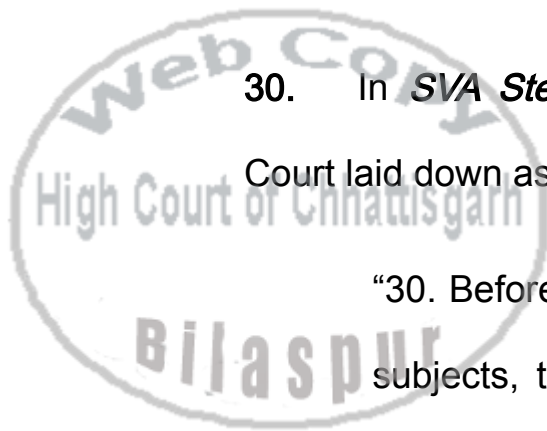 Web Copy
30. In SVA Ste
Court laid down as
High Court of Chhattisgarh
“30. Before
Bilaspur
subjects, t